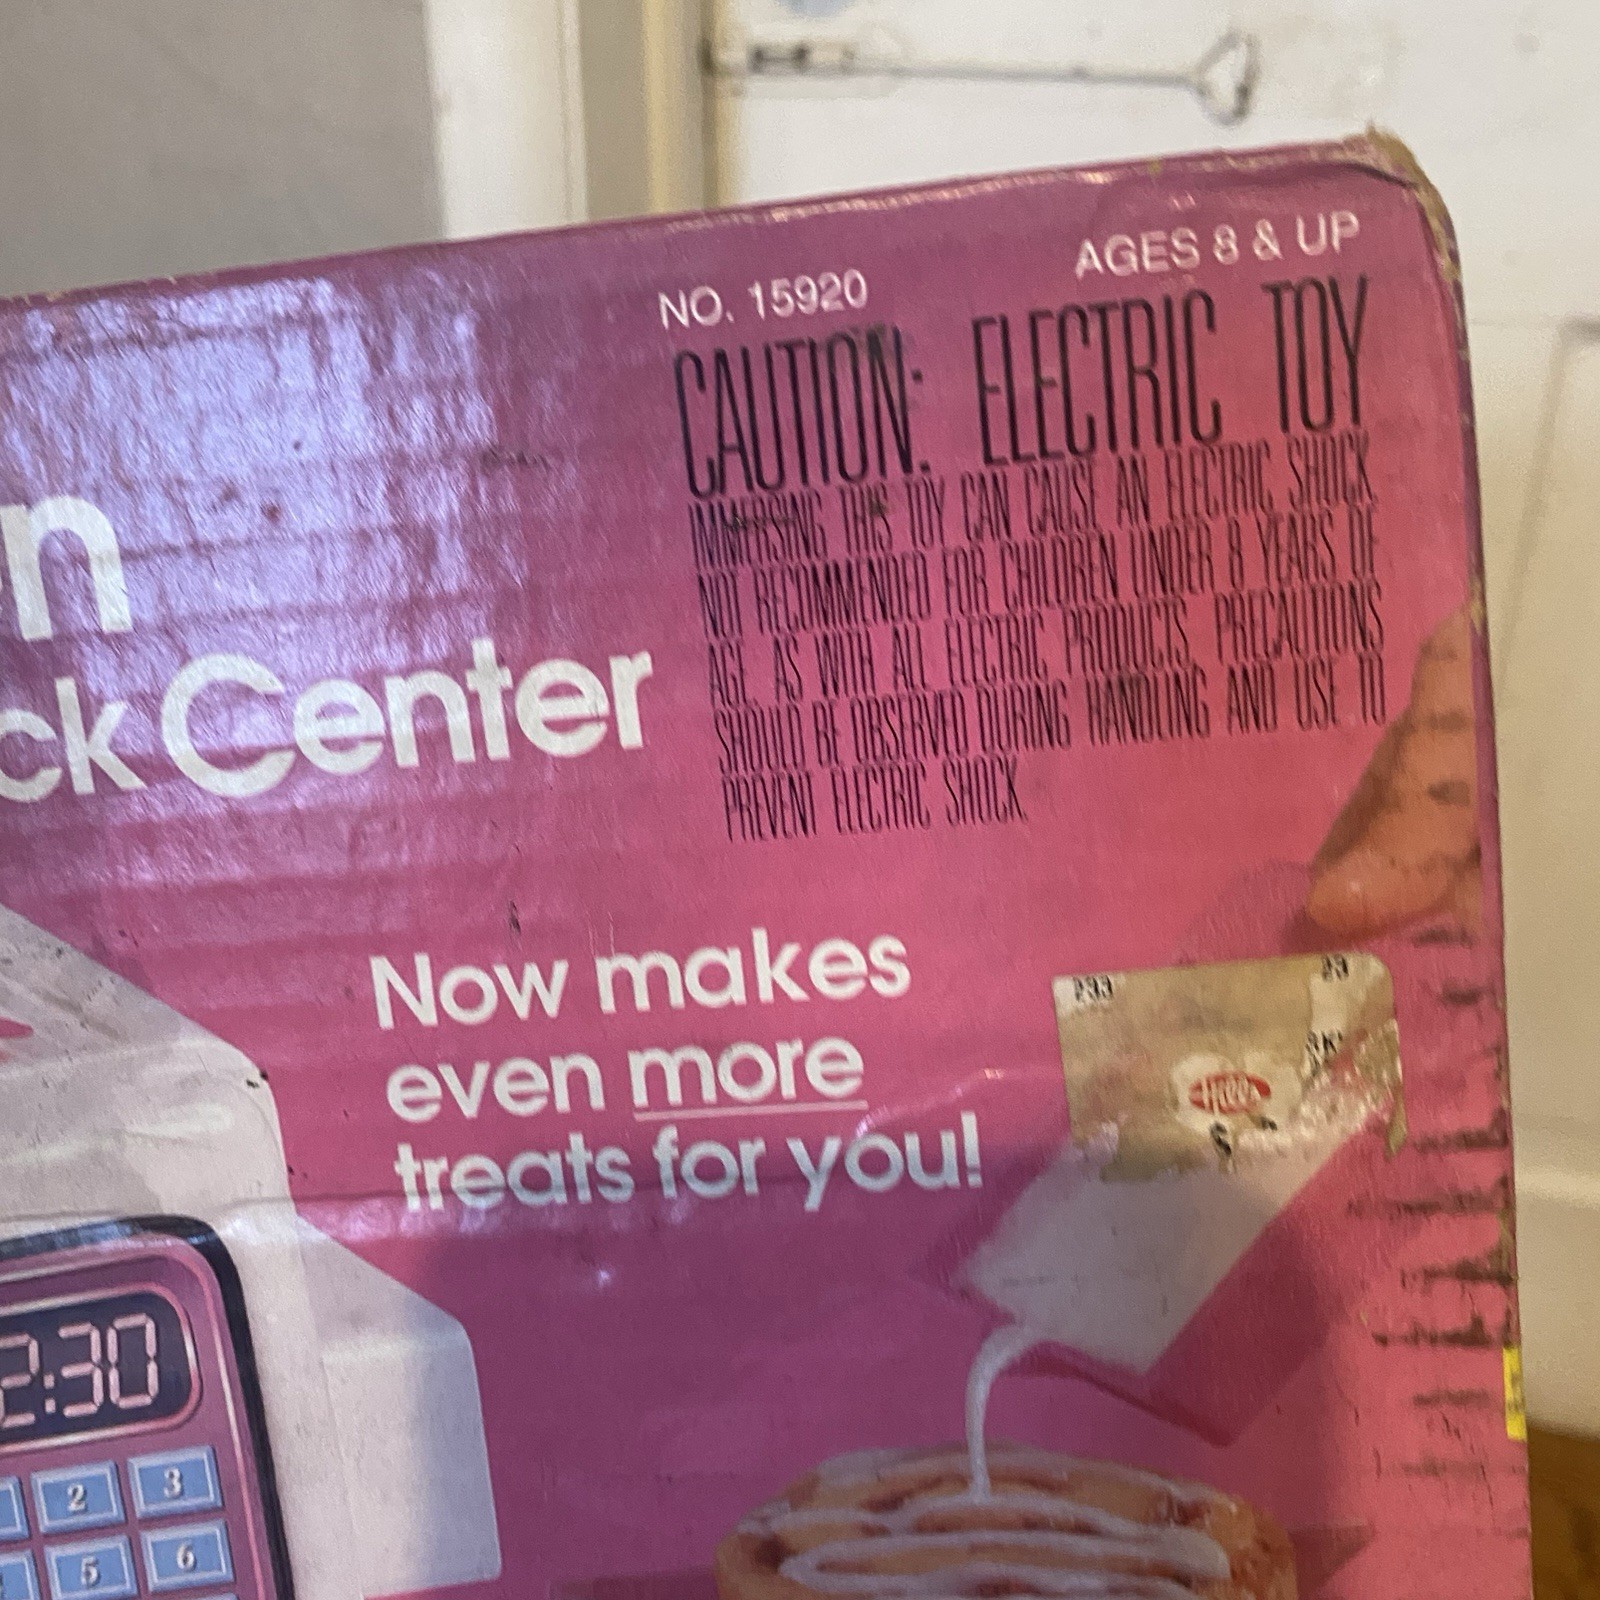 AGES 8 & UP
NO. 15920
CAUTION: ELECTRIC TOY
IMMERSING THIS TOY CAN CAUSE AN ELECTRIC SHOCK.
NOT RECOMMENDED FOR CHILDREN UNDER 8 YEARS OF
AGE. AS WITH ALL ELECTRIC PRODUCTS, PRECAUTIONS
SHOULD BE OBSERVED DURING HANDLING AND USE TO
PREVENT ELECTRIC SHOCK.
n
ck Center
Now makes
even more
treats for you!
233 23
Hills
S
2:30
2 3
5 6